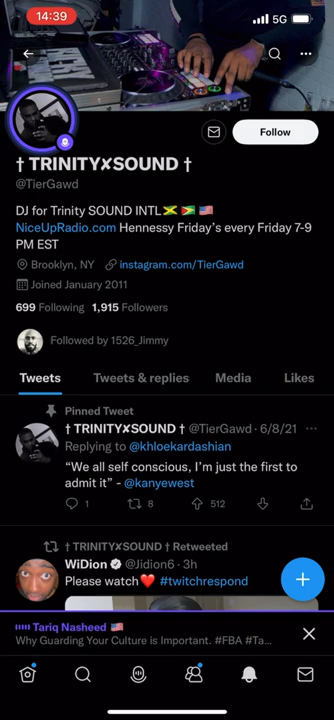 14:39
5G
Follow
† TRINITY✘SOUND †
@TierGawd
DJ for Trinity SOUND INTL🇯🇲 🇬🇾 🇺🇸
NiceUpRadio.com Hennessy Friday's every Friday 7-9
PM EST
Brooklyn, NY instagram.com/TierGawd
Joined January 2011
699 Following 1,915 Followers
Followed by 1526_Jimmy
Tweets Tweets & replies Media Likes
Pinned Tweet
† TRINITY✘SOUND † @TierGawd · 6/8/21 ···
Replying to @khloekardashian
“We all self conscious, I’m just the first to
admit it” - @kanyewest
1 8 512
† TRINITY✘SOUND † Retweeted
WiDion @Jidion6 · 3h
Please watch❤️ #twitchrespond
Tariq Nasheed 🇺🇸
Why Guarding Your Culture is Important. #FBA #Ta...